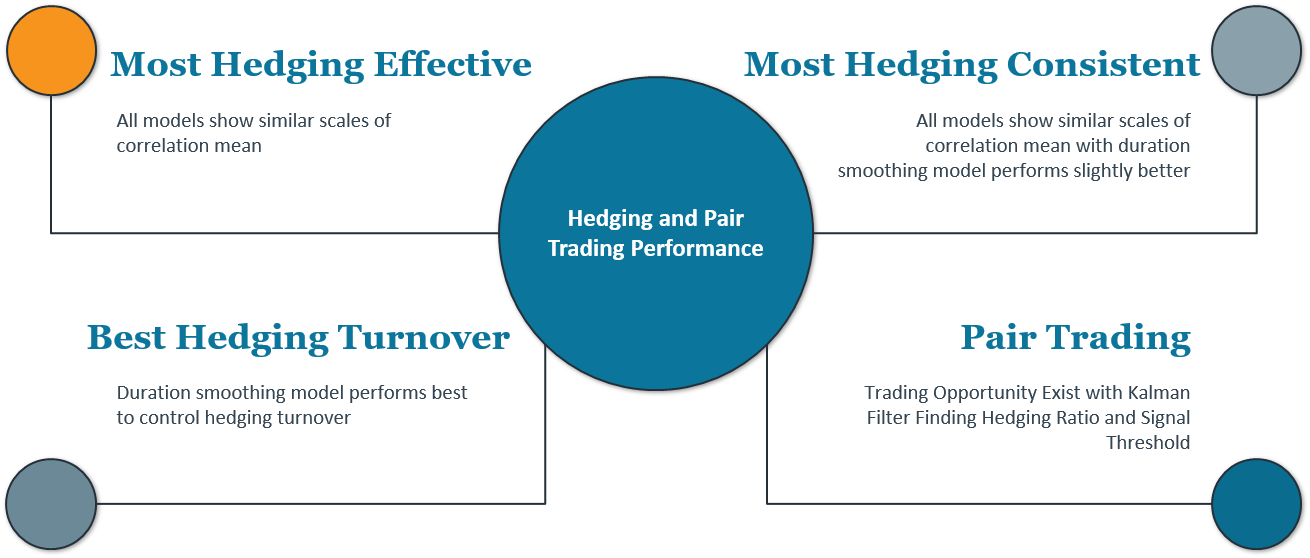 Most Hedging Effective
All models show similar scales of
correlation mean
Most Hedging Consistent
All models show similar scales of
correlation mean with duration
smoothing model performs slightly better
Hedging and Pair
Trading Performance
Best Hedging Turnover
Duration smoothing model performs best
to control hedging turnover
Pair Trading
Trading Opportunity Exist with Kalman
Filter Finding Hedging Ratio and Signal
Threshold